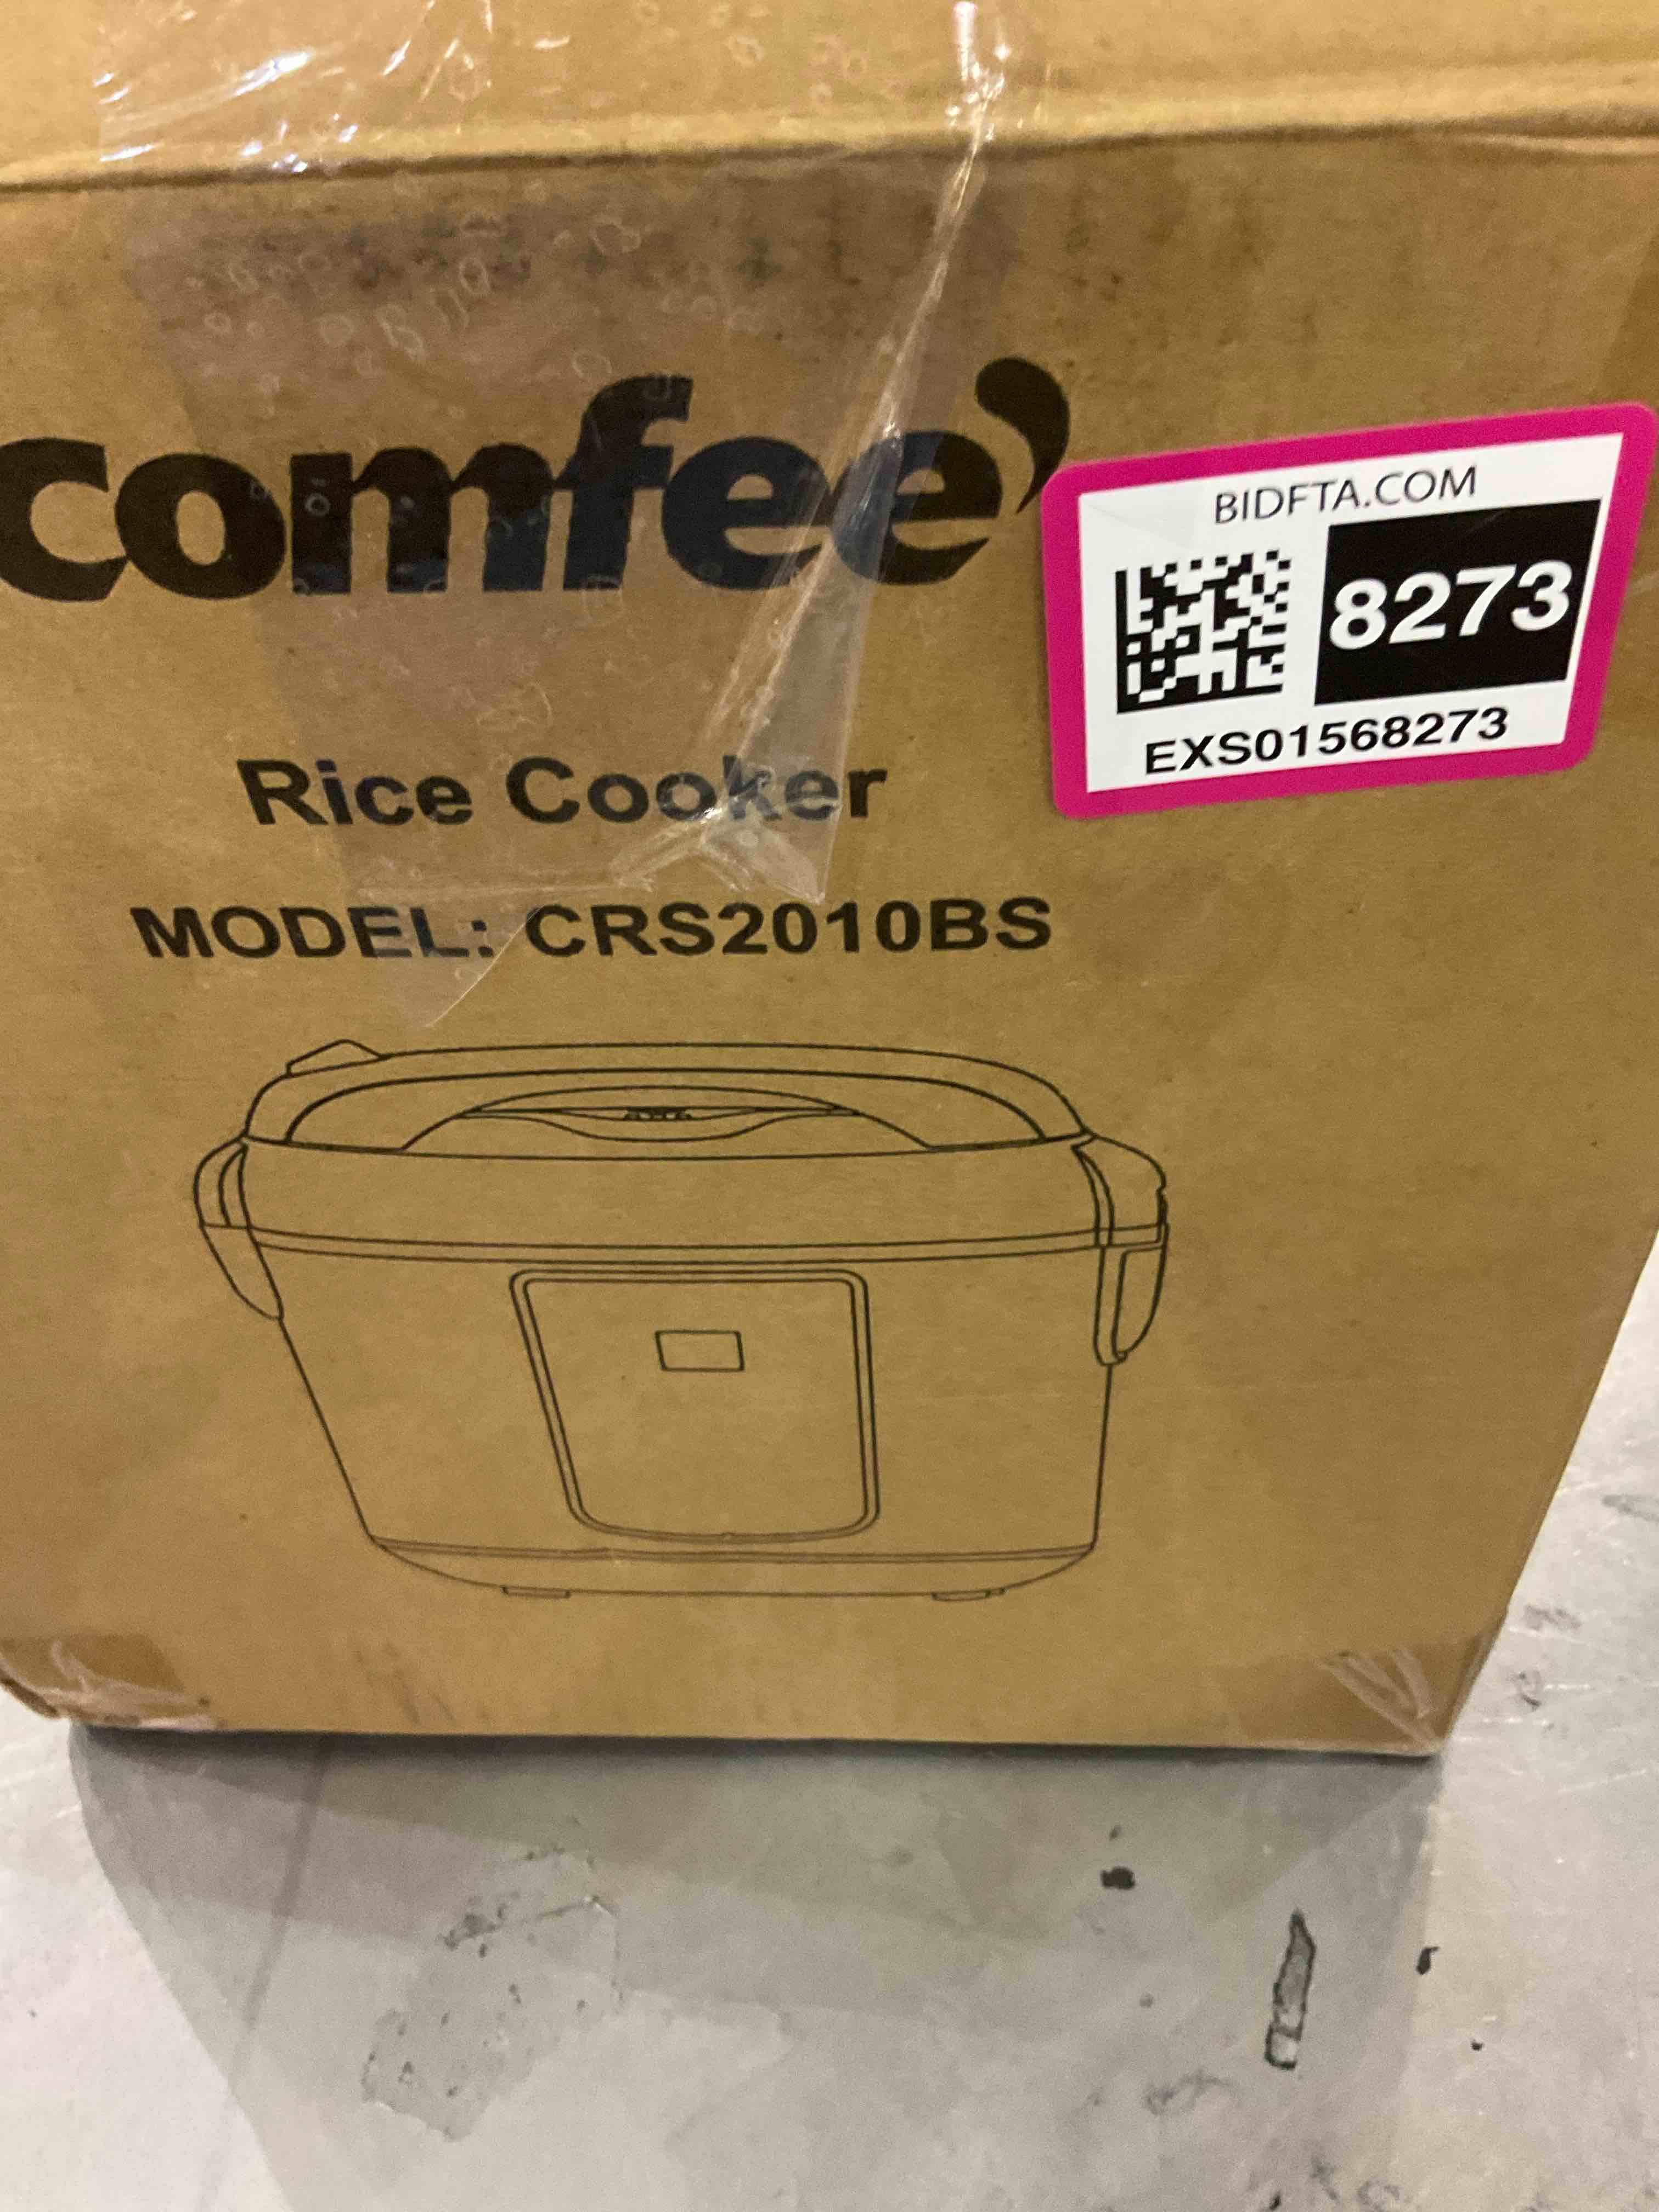 comfee'
BIDFTA.COM
8273
EXS01568273
Rice Cooker
MODEL: CRS2010BS